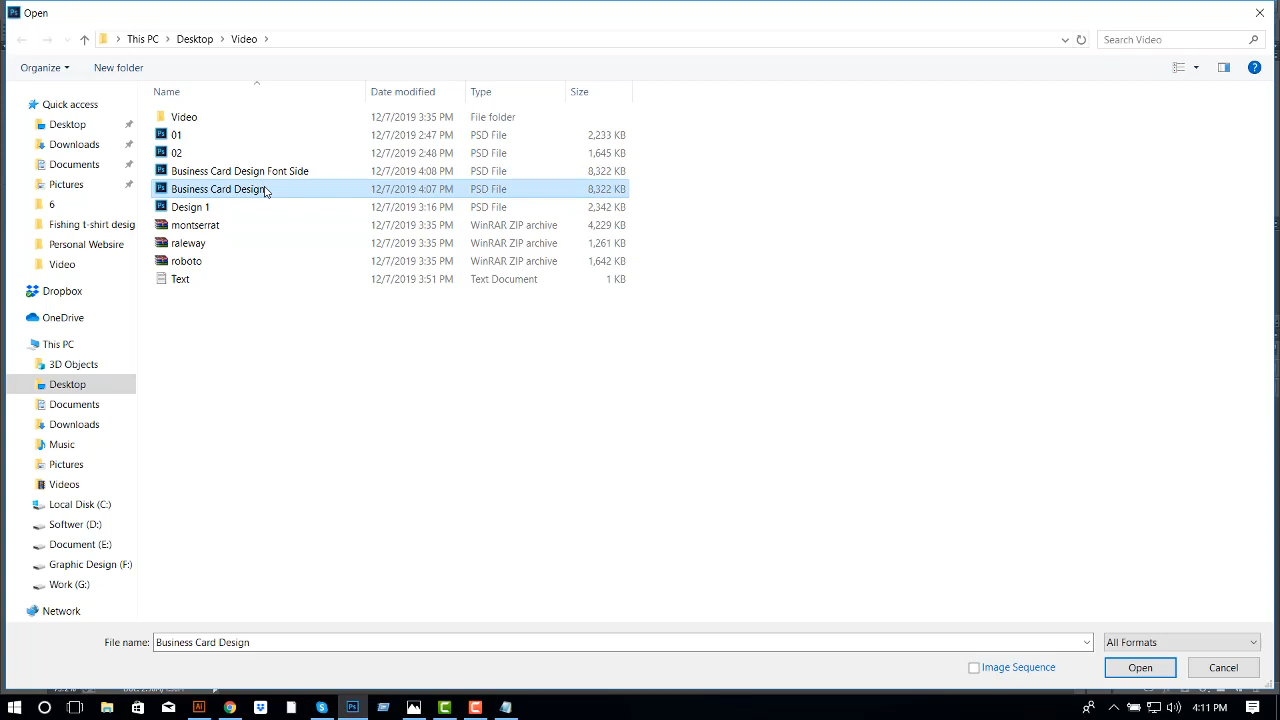 Open
This PC > Desktop > Video >
Search Video
Organize
New folder
Name
Date modified
Type
Size
Quick access
Desktop
Downloads
Documents
Pictures
6
Fishing t-shirt desig
Personal Websire
Video
Dropbox
OneDrive
This PC
3D Objects
Desktop
Documents
Downloads
Music
Pictures
Videos
Local Disk (C:)
Softwer (D:)
Document (E:)
Graphic Design (F:)
Work (G:)
Network
Video 12/7/2019 3:35 PM File folder
01 12/7/2019 2:47 PM PSD File 2,233 KB
02 12/7/2019 2:48 PM PSD File 1,645 KB
Business Card Design Font Side 12/7/2019 4:08 PM PSD File 8,322 KB
Business Card Design 12/7/2019 4:07 PM PSD File 8,322 KB
Design 1 12/7/2019 3:16 PM PSD File 2,342 KB
montserrat 12/7/2019 3:35 PM WinRAR ZIP archive 4,229 KB
raleway 12/7/2019 3:35 PM WinRAR ZIP archive 1,261 KB
roboto 12/7/2019 3:35 PM WinRAR ZIP archive 1,642 KB
Text 12/7/2019 3:51 PM Text Document 1 KB
File name: Business Card Design
All Formats
Image Sequence
Open
Cancel
4:11 PM